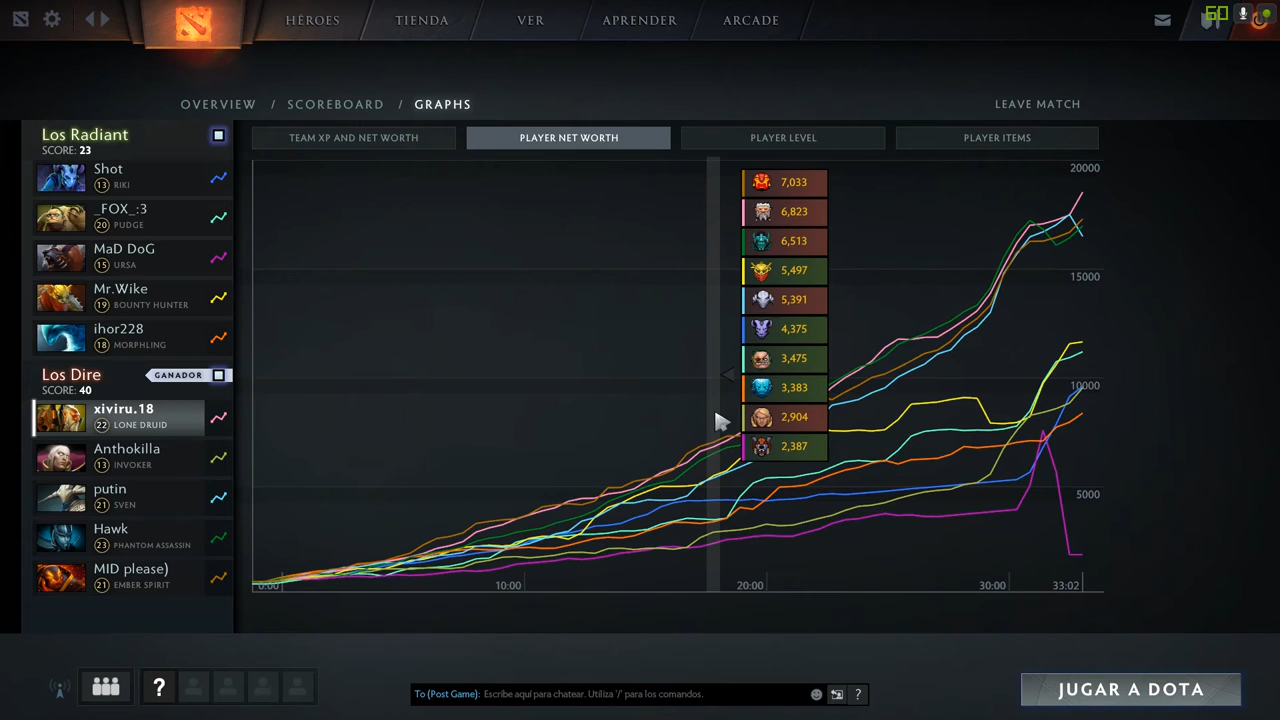 HÉROES
TIENDA
VER
APRENDER
ARCADE
60
OVERVIEW / SCOREBOARD / GRAPHS
LEAVE MATCH
Los Radiant
SCORE: 23
TEAM XP AND NET WORTH
PLAYER NET WORTH
PLAYER LEVEL
PLAYER ITEMS
Shot
13 RIKI
_FOX_:3
20 PUDGE
MaD DoG
15 URSA
Mr.Wike
19 BOUNTY HUNTER
ihor228
18 MORPHLING
Los Dire
GANADOR
SCORE: 40
xiviru.18
22 LONE DRUID
Anthokilla
13 INVOKER
putin
21 SVEN
Hawk
23 PHANTOM ASSASSIN
MID please)
21 EMBER SPIRIT
7,033
6,823
6,513
5,497
5,391
4,375
3,475
3,383
2,904
2,387
20000
15000
10000
5000
0:00
10:00
20:00
30:00
33:02
?
To (Post Game): Escribe aquí para chatear. Utiliza '/' para los comandos.
?
JUGAR A DOTA